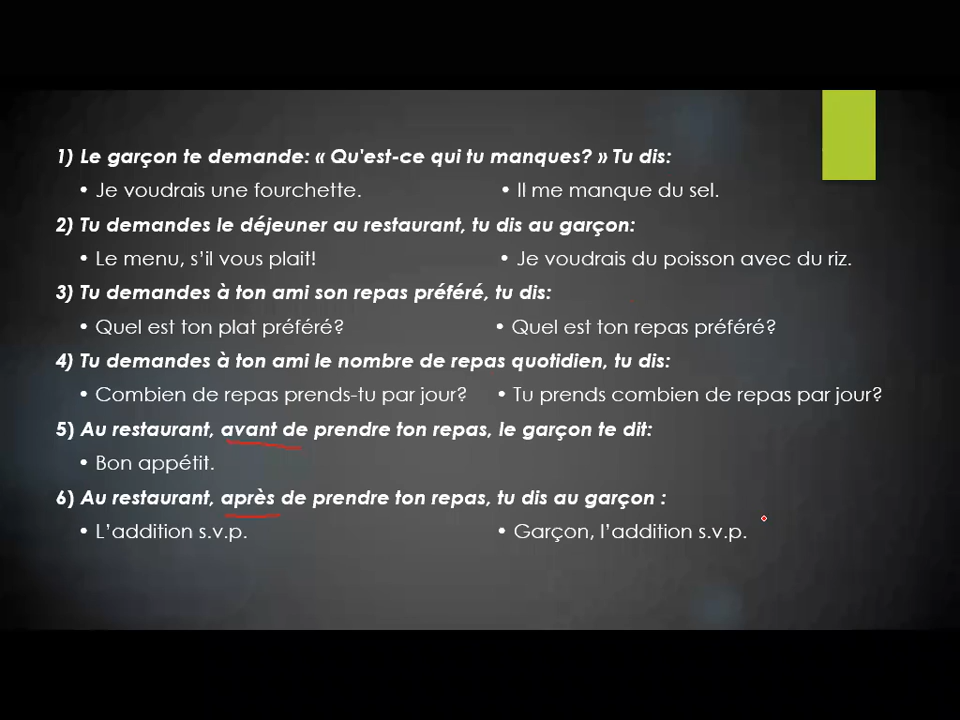 1) Le garçon te demande: « Qu'est-ce qui tu manques? » Tu dis:
• Je voudrais une fourchette. • Il me manque du sel.
2) Tu demandes le déjeuner au restaurant, tu dis au garçon:
• Le menu, s'il vous plait! • Je voudrais du poisson avec du riz.
3) Tu demandes à ton ami son repas préféré, tu dis:
• Quel est ton plat préféré? • Quel est ton repas préféré?
4) Tu demandes à ton ami le nombre de repas quotidien, tu dis:
• Combien de repas prends-tu par jour? • Tu prends combien de repas par jour?
5) Au restaurant, avant de prendre ton repas, le garçon te dit:
• Bon appétit.
6) Au restaurant, après de prendre ton repas, tu dis au garçon :
• L'addition s.v.p. • Garçon, l'addition s.v.p.